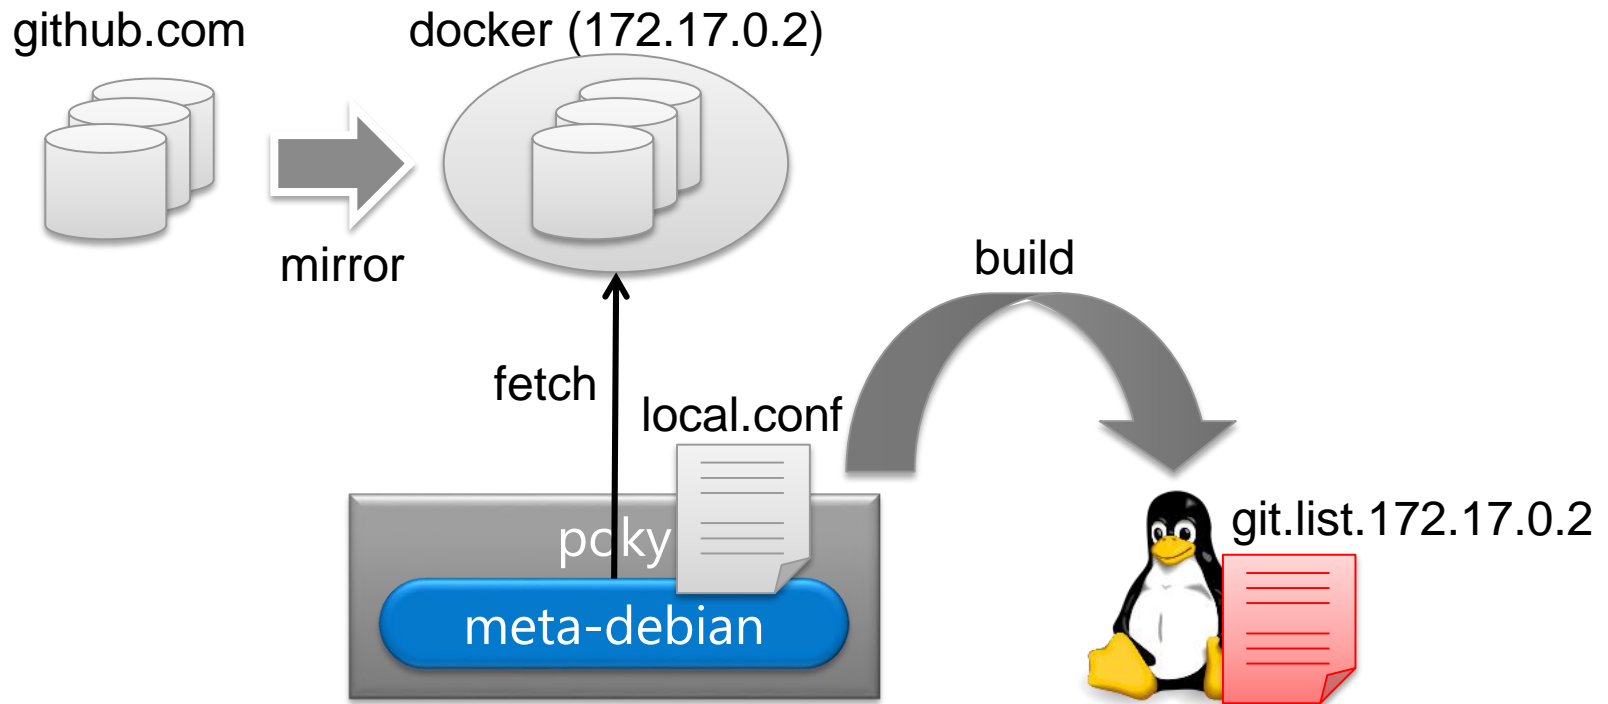 github.com
docker (172.17.0.2)
mirror
build
fetch
local.conf
poky
meta-debian
git.list.172.17.0.2